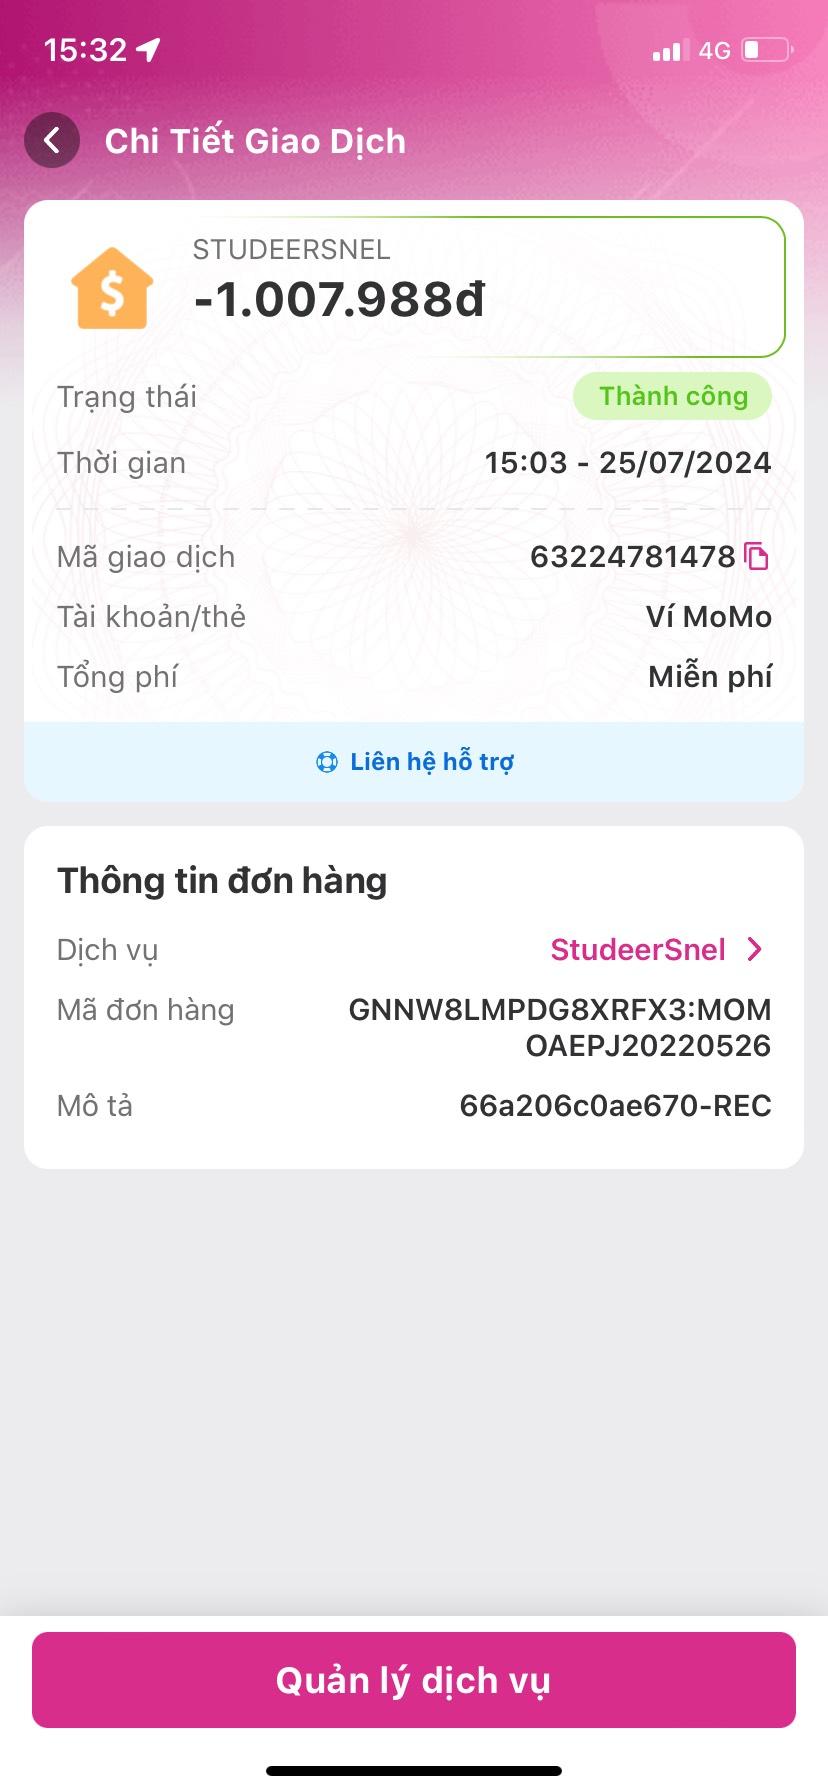 15:32
4G
Chi Tiết Giao Dịch
STUDEERSNEL
-1.007.988đ
Trạng thái
Thành công
Thời gian
15:03 - 25/07/2024
Mã giao dịch
63224781478
Tài khoản/thẻ
Ví MoMo
Tổng phí
Miễn phí
Liên hệ hỗ trợ
Thông tin đơn hàng
Dịch vụ
StudeerSnel
Mã đơn hàng
GNNW8LMPDG8XRFX3:MOM
OAEPJ20220526
Mô tả
66a206c0ae670-REC
Quản lý dịch vụ